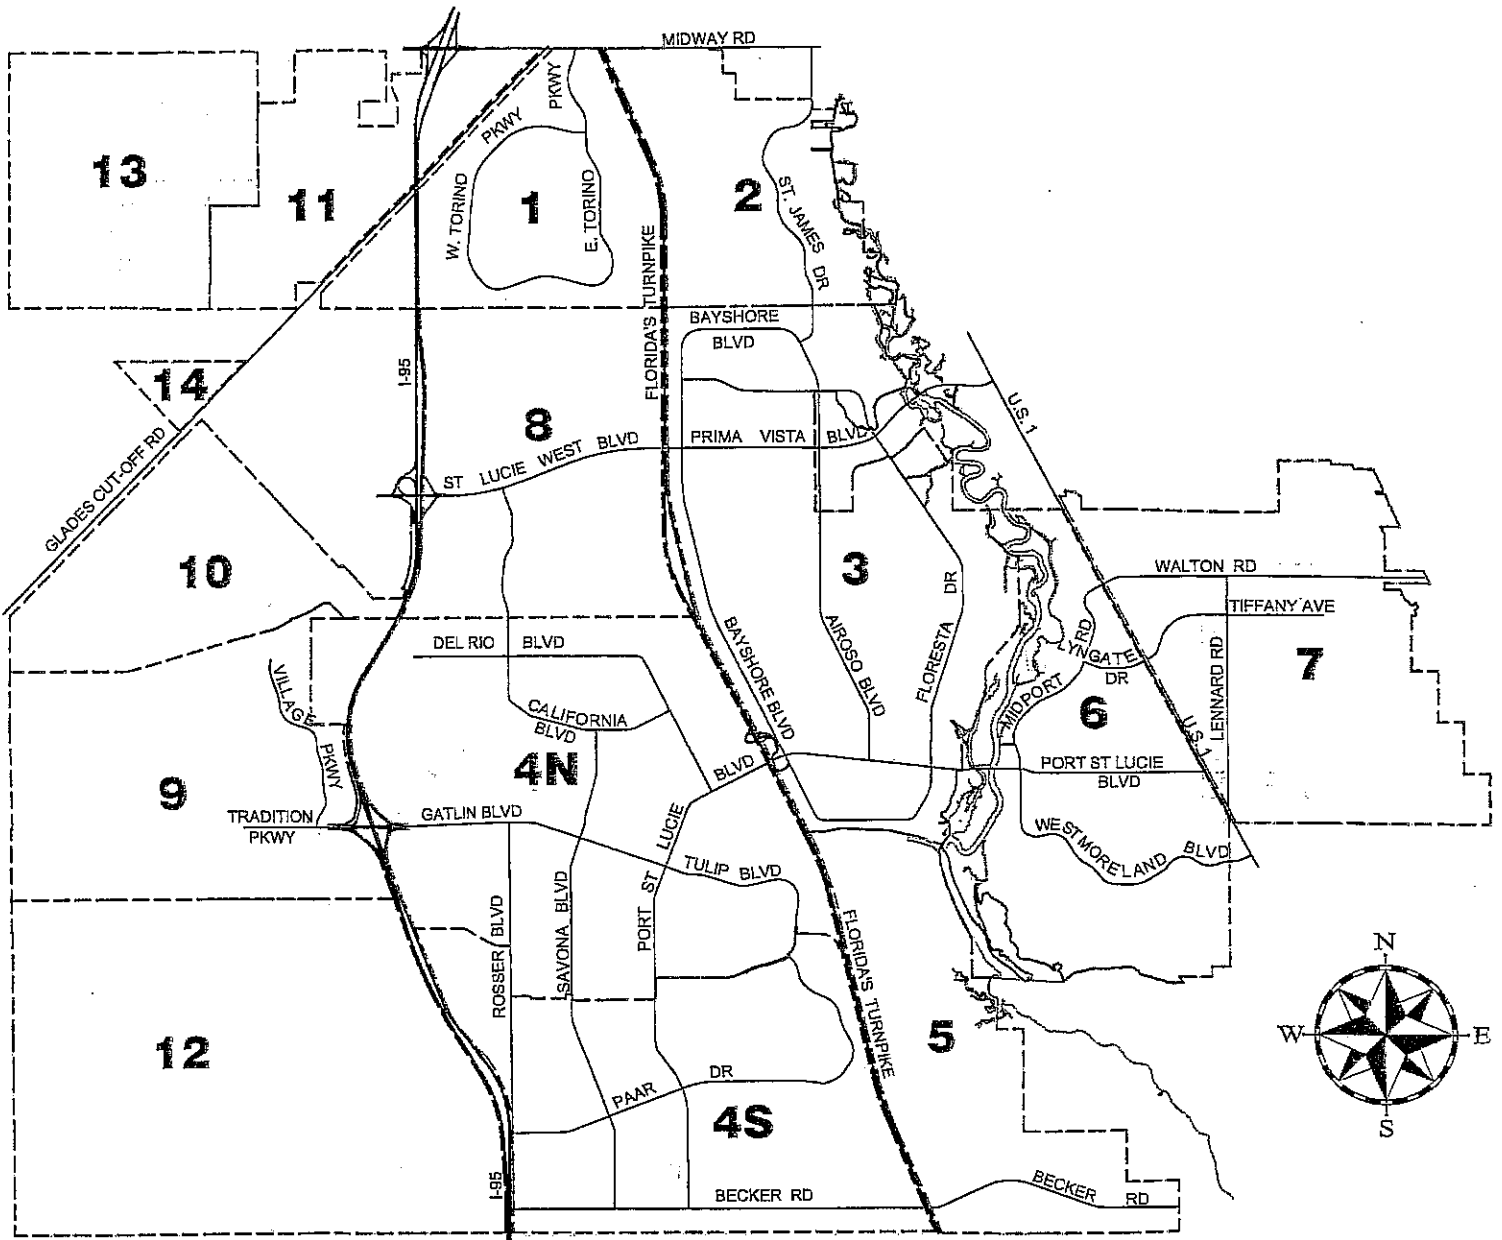 MIDWAY RD
PKWY
PKWY
13
11
W. TORINO
1
E. TORINO
2
ST. JAMES DR
FLORIDA'S TURNPIKE
BAYSHORE
BLVD
I-95
14
8
U.S. 1
GLADES CUT-OFF RD
ST LUCIE WEST BLVD
PRIMA VISTA BLVD
10
3
WALTON RD
TIFFANY AVE
DEL RIO BLVD
BAYSHORE BLVD
AIROSO BLVD
FLORESTA DR
LYNGATE
DR
MIDPORT RD
LENNARD RD
7
VILLAGE
PKWY
CALIFORNIA
BLVD
6
U.S. 1
4N
9
BLVD
PORT ST LUCIE
BLVD
TRADITION
PKWY
GATLIN BLVD
PORT ST LUCIE
WESTMORELAND BLVD
TULIP BLVD
ROSSER BLVD
SAVONA BLVD
FLORIDA'S TURNPIKE
N
W
E
S
12
5
PAAR DR
4S
I-95
BECKER RD
BECKER RD